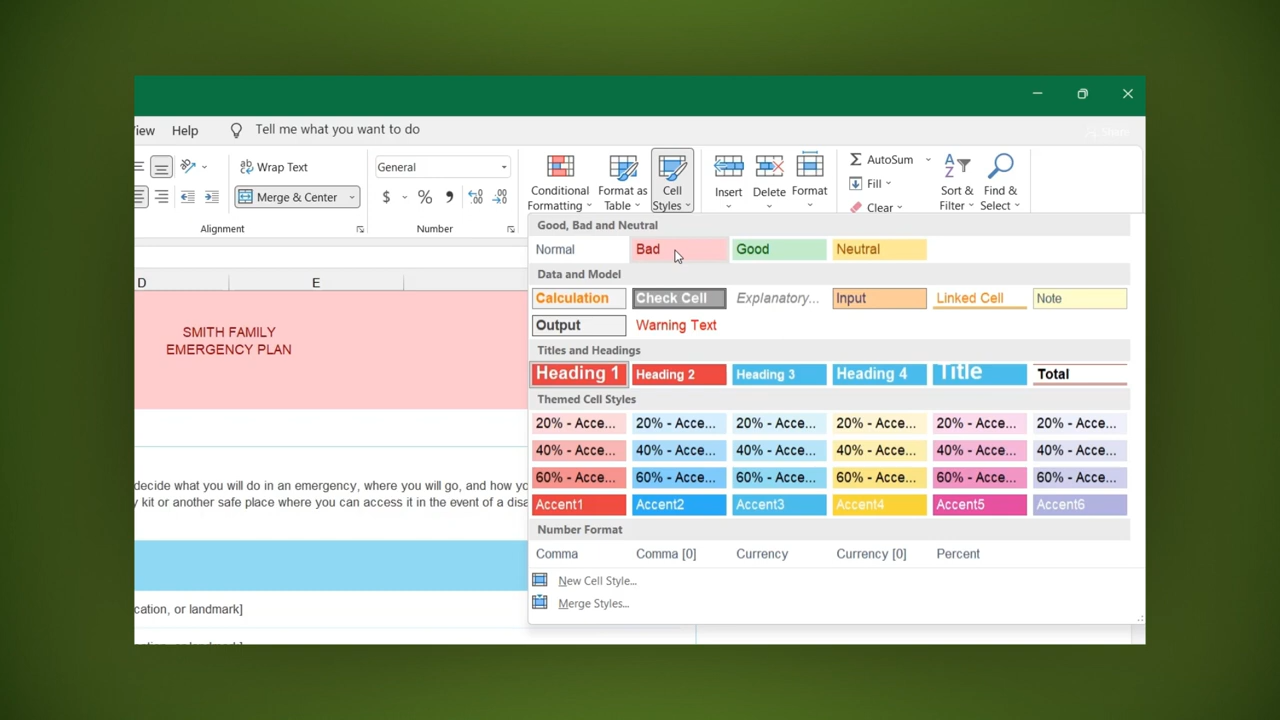 iew Help Tell me what you want to do
Share
Wrap Text
General
Merge & Center
$ % ,
Alignment
Number
Conditional Formatting
Format as Table
Cell Styles
Insert
Delete
Format
AutoSum
Fill
Clear
Sort & Filter
Find & Select
D E
SMITH FAMILY
EMERGENCY PLAN
decide what you will do in an emergency, where you will go, and how yo
kit or another safe place where you can access it in the event of a disa
cation, or landmark]
Good, Bad and Neutral
Normal Bad Good Neutral
Data and Model
Calculation Check Cell Explanatory... Input Linked Cell Note
Output Warning Text
Titles and Headings
Heading 1 Heading 2 Heading 3 Heading 4 Title Total
Themed Cell Styles
20% - Acce... 20% - Acce... 20% - Acce... 20% - Acce... 20% - Acce... 20% - Acce...
40% - Acce... 40% - Acce... 40% - Acce... 40% - Acce... 40% - Acce... 40% - Acce...
60% - Acce... 60% - Acce... 60% - Acce... 60% - Acce... 60% - Acce... 60% - Acce...
Accent1 Accent2 Accent3 Accent4 Accent5 Accent6
Number Format
Comma Comma [0] Currency Currency [0] Percent
New Cell Style...
Merge Styles...